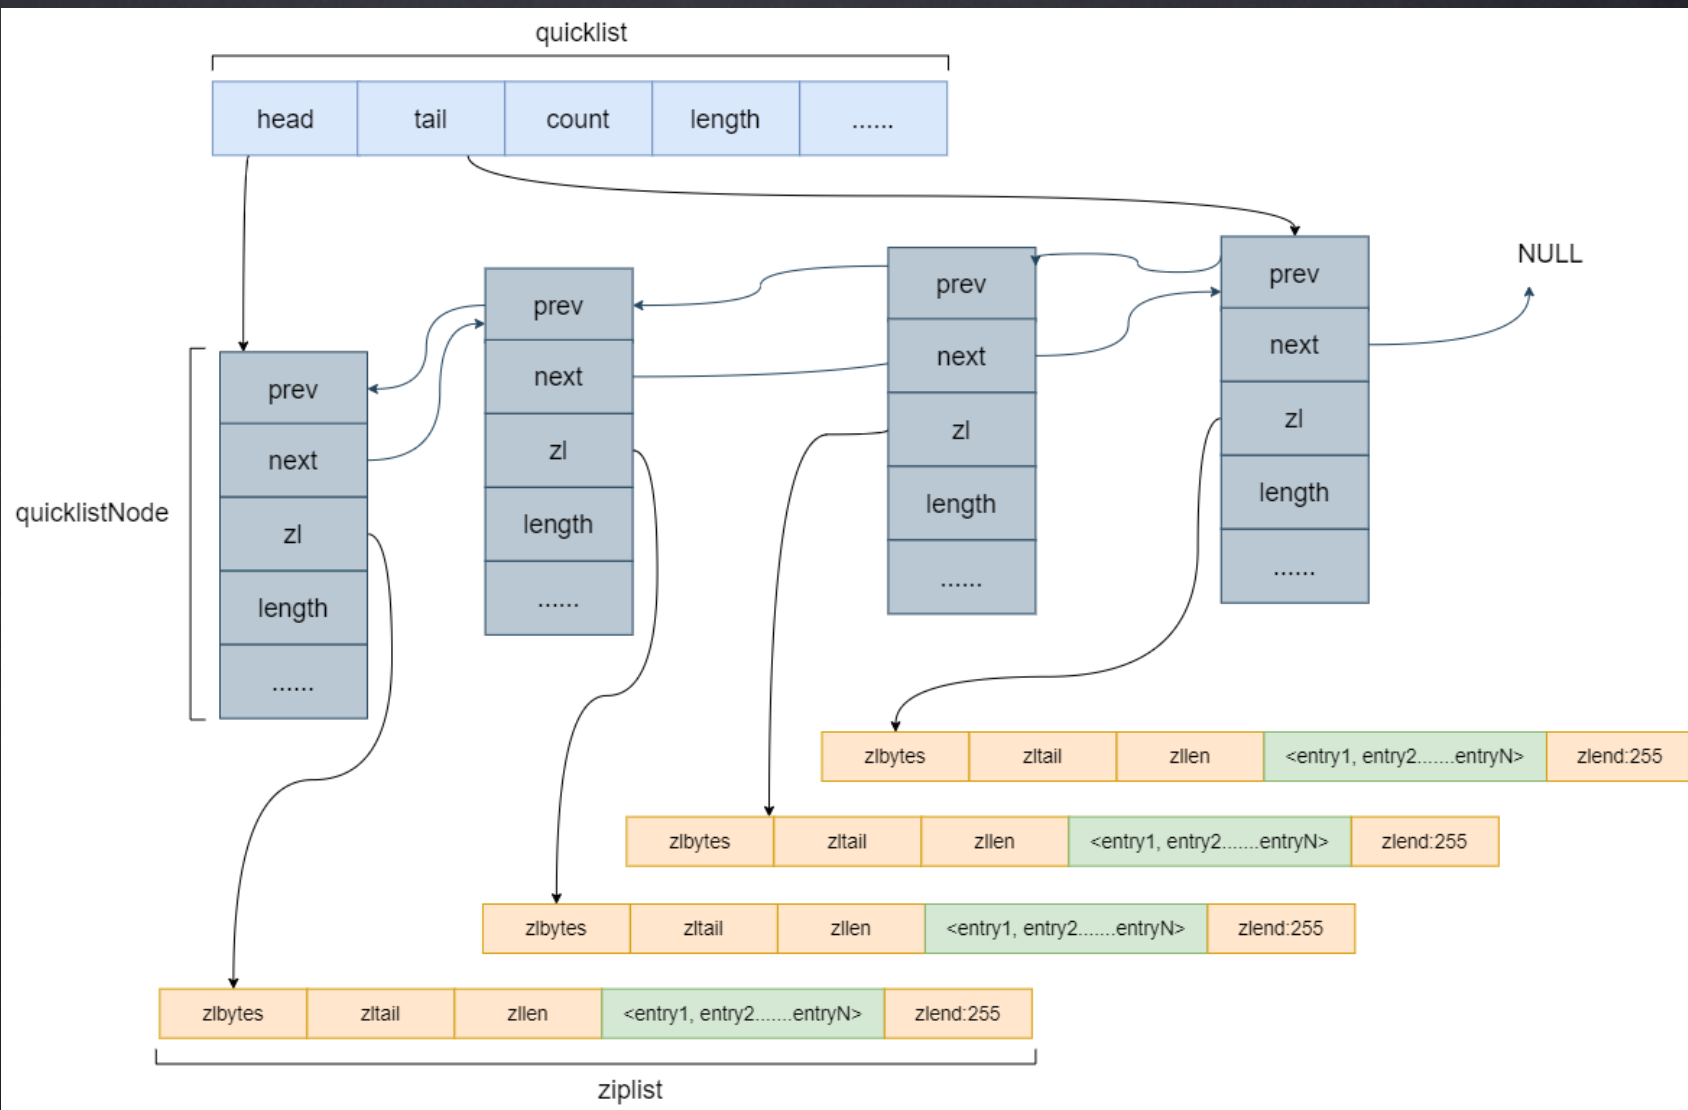 quicklist
head tail count length ......
NULL
prev
next
zl
length
......
prev
next
zl
length
......
prev
next
zl
length
......
prev
next
zl
length
......
quicklistNode
zlbytes zltail zllen <entry1, entry2.......entryN> zlend:255
zlbytes zltail zllen <entry1, entry2.......entryN> zlend:255
zlbytes zltail zllen <entry1, entry2.......entryN> zlend:255
zlbytes zltail zllen <entry1, entry2.......entryN> zlend:255
ziplist